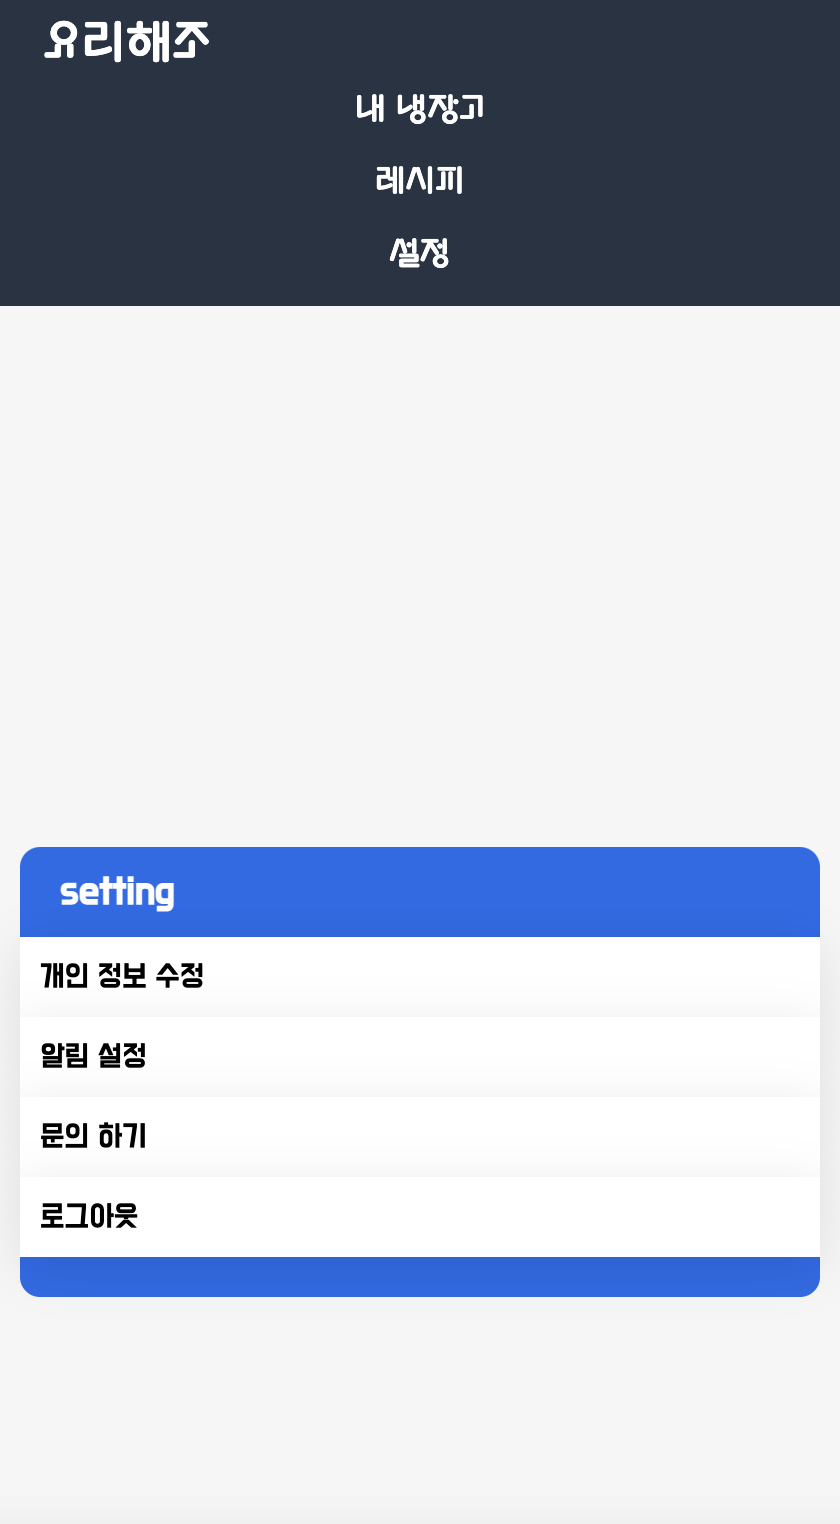 요리해조
내 냉장고
레시피
설정
setting
개인 정보 수정
알림 설정
문의 하기
로그아웃